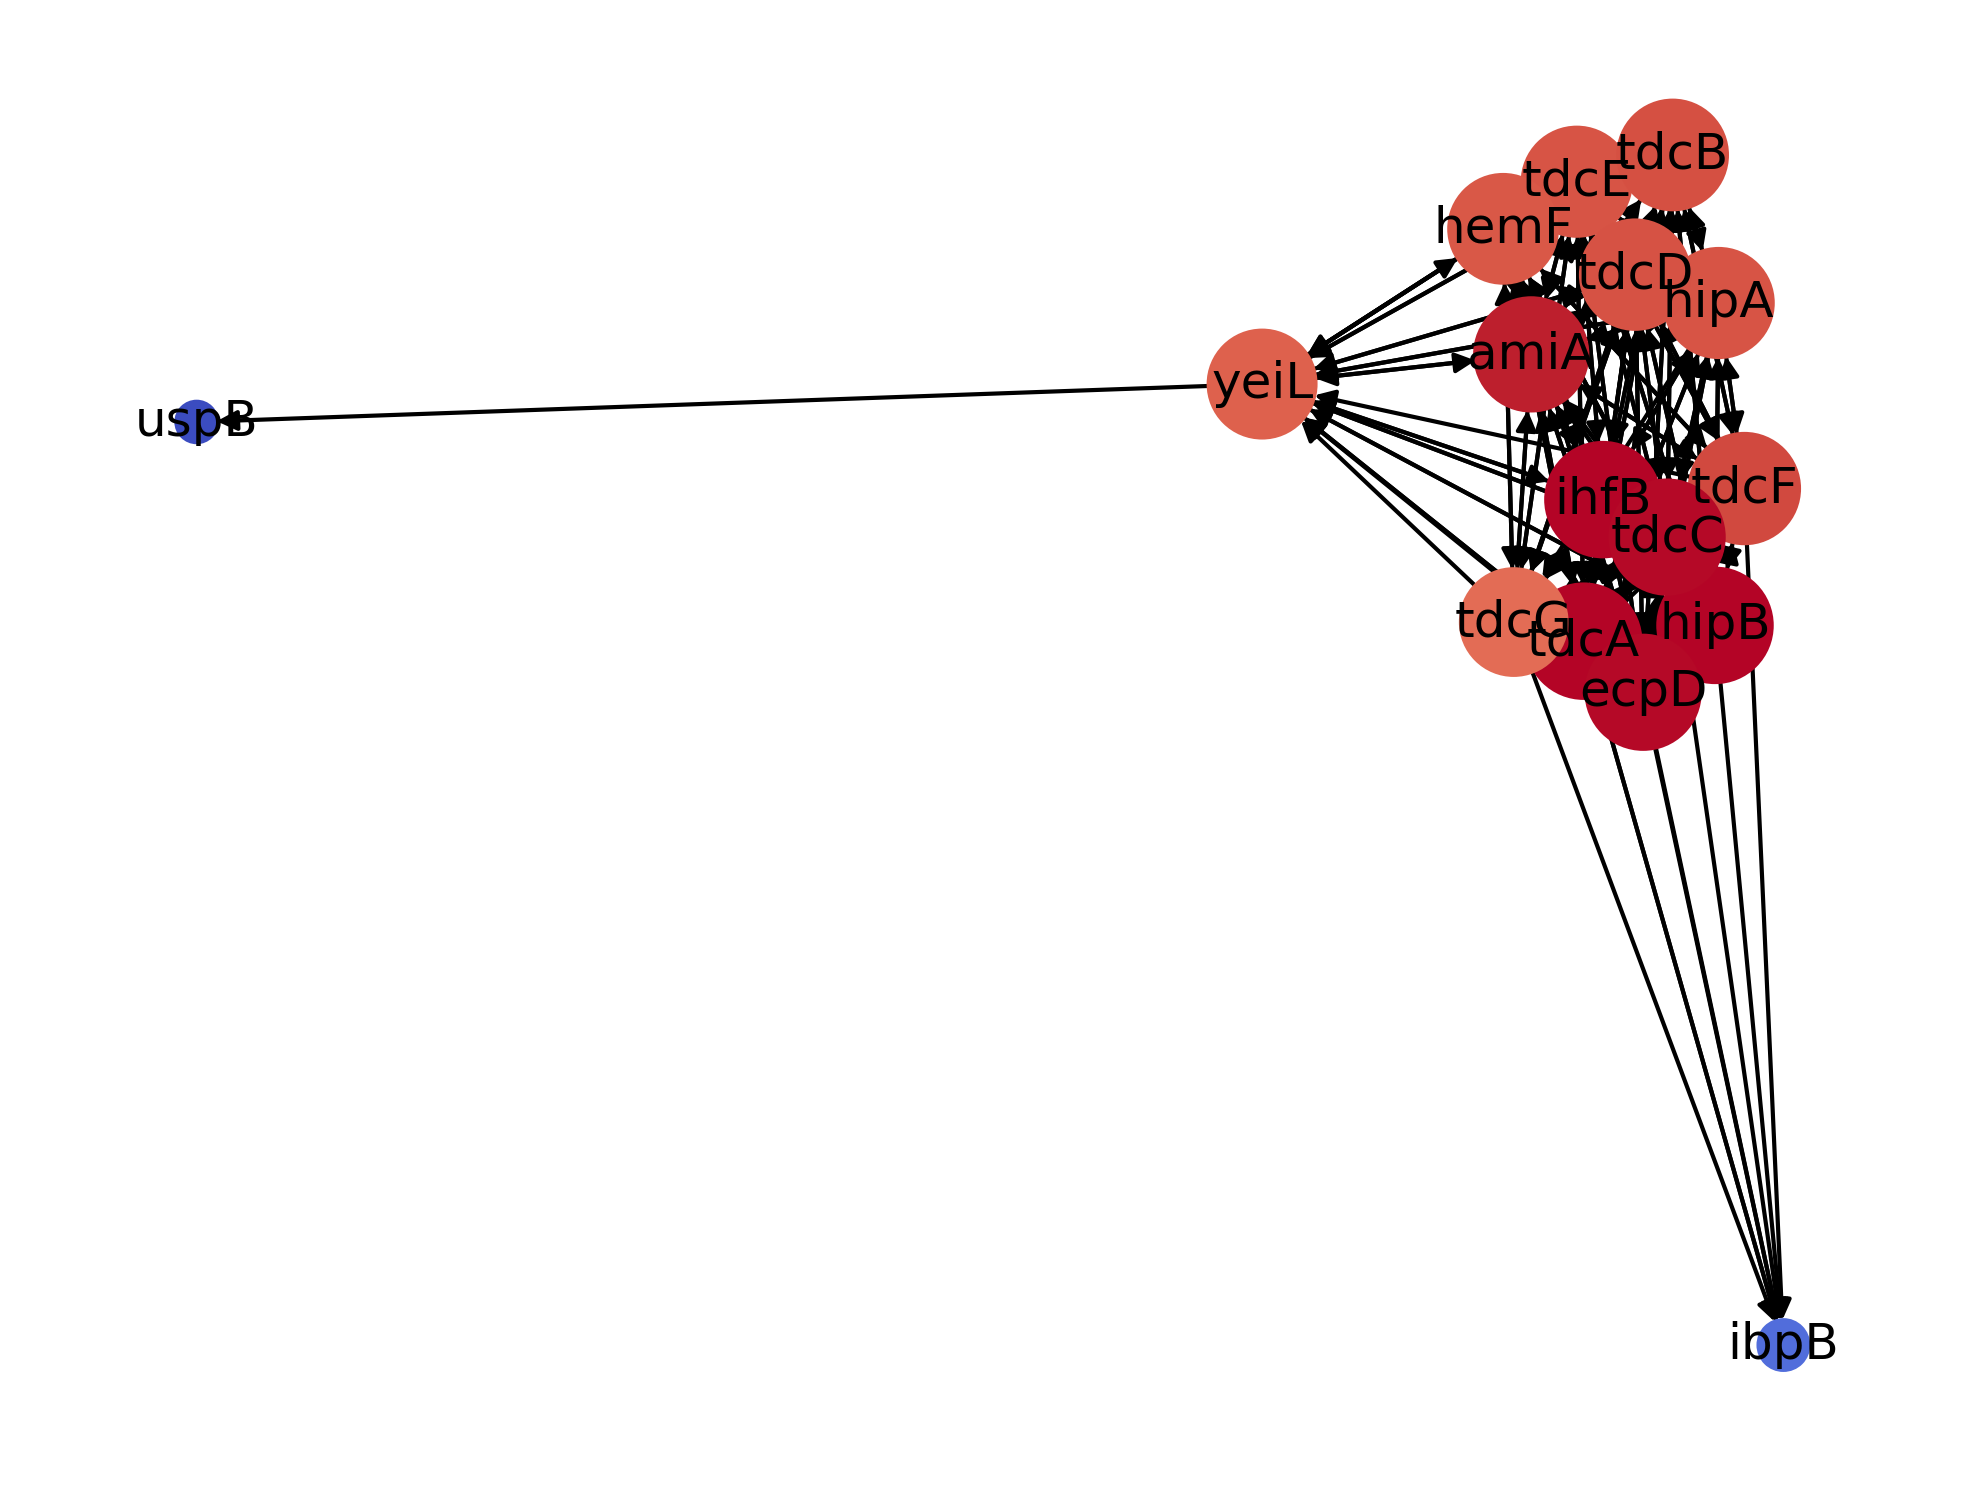 tdcB
tdcE
hemF
tdcD
hipA
amiA
yeiL
uspB
ihfB
tdcF
tdcC
tdcG
hipB
tdcA
ecpD
ibpB